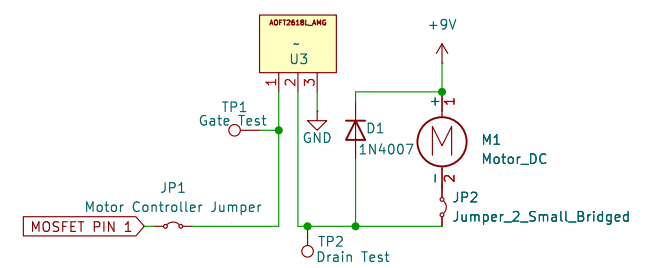 AOFT2618L_AMG
~
U3
1
2
3
+9V
TP1
Gate Test
GND
D1
1N4007
+
1
M
M1
Motor_DC
-
2
JP1
Motor Controller Jumper
MOSFET PIN 1
JP2
Jumper_2_Small_Bridged
TP2
Drain Test